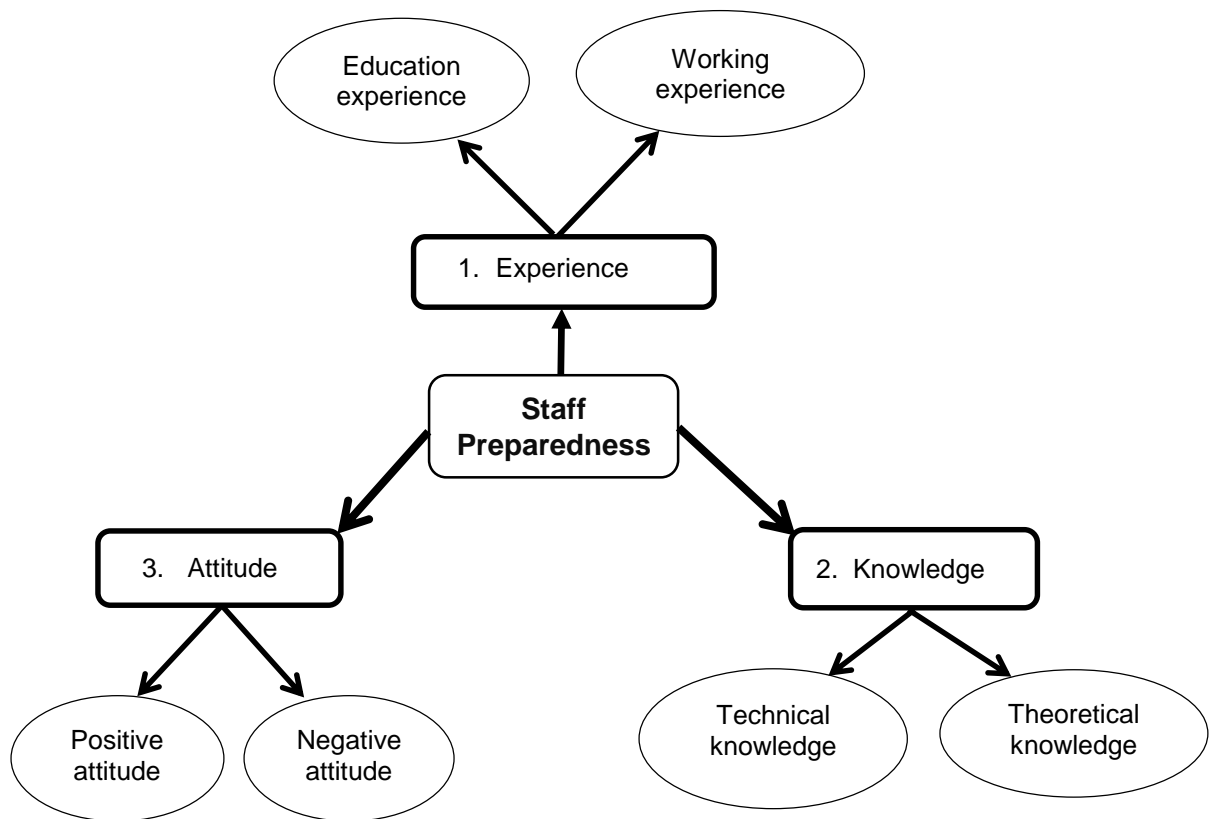 Education
experience
Working
experience
1. Experience
Staff
Preparedness
3. Attitude
2. Knowledge
Positive
attitude
Negative
attitude
Technical
knowledge
Theoretical
knowledge